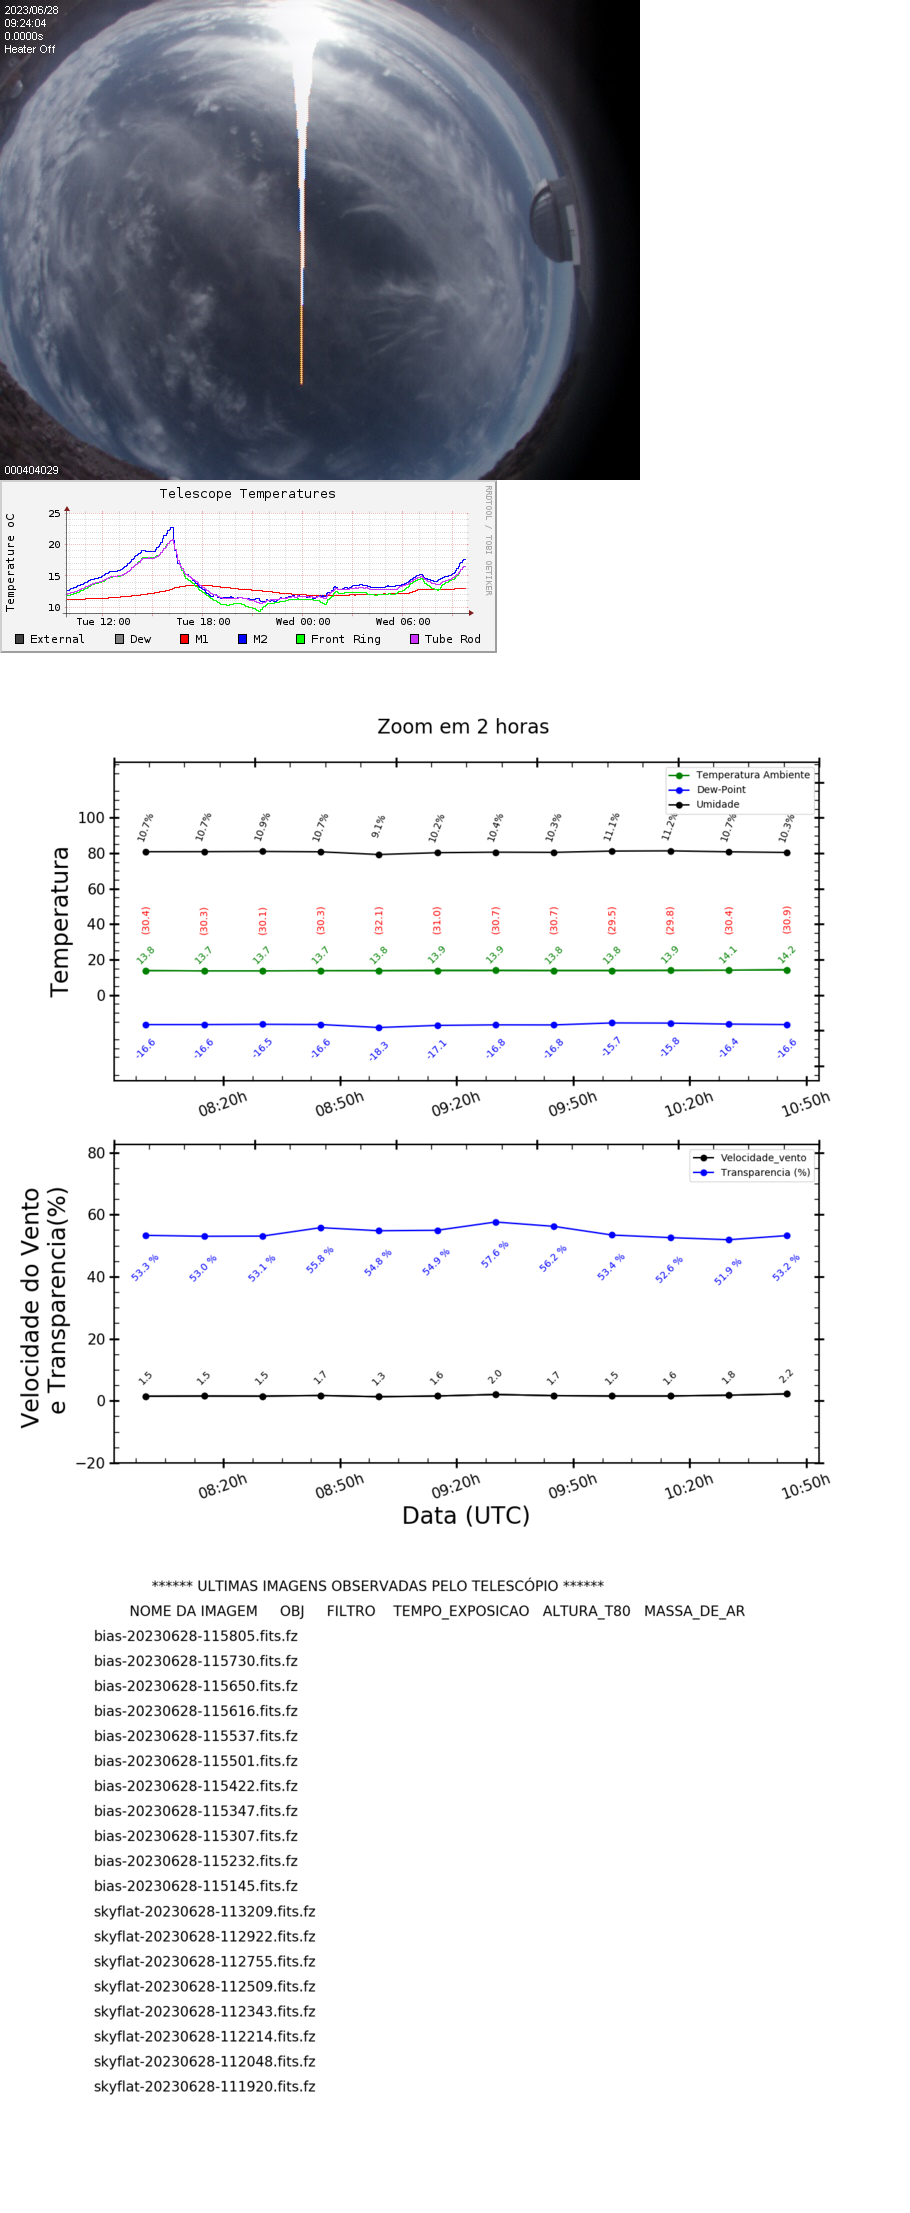 2023/06/28
09:24:04
0.0000s
Heater Off
000404029
Telescope Temperatures
RRDTOOL / TOBI OETIKER
Temperature oC
25
20
15
10
Tue 12:00 Tue 18:00 Wed 00:00 Wed 06:00
External Dew M1 M2 Front Ring Tube Rod
Zoom em 2 horas
Temperatura Ambiente
Dew-Point
Umidade
Temperatura
100
80
60
40
20
0
10.7% 10.7% 10.9% 10.7% 9.1% 10.2% 10.4% 10.3% 11.1% 11.2% 10.7% 10.3%
(30.4) (30.3) (30.1) (30.3) (32.1) (31.0) (30.7) (30.7) (29.5) (29.8) (30.4) (30.9)
13.8 13.7 13.7 13.7 13.8 13.9 13.9 13.8 13.8 13.9 14.1 14.2
-16.6 -16.6 -16.5 -16.6 -18.3 -17.1 -16.8 -16.8 -15.7 -15.8 -16.4 -16.6
08:20h 08:50h 09:20h 09:50h 10:20h 10:50h
Velocidade_vento
Transparencia (%)
Velocidade do Vento
e Transparencia(%)
80
60
40
20
0
−20
53.3 % 53.0 % 53.1 % 55.8 % 54.8 % 54.9 % 57.6 % 56.2 % 53.4 % 52.6 % 51.9 % 53.2 %
1.5 1.5 1.5 1.7 1.3 1.6 2.0 1.7 1.5 1.6 1.8 2.2
08:20h 08:50h 09:20h 09:50h 10:20h 10:50h
Data (UTC)
****** ULTIMAS IMAGENS OBSERVADAS PELO TELESCÓPIO ******
NOME DA IMAGEM OBJ FILTRO TEMPO_EXPOSICAO ALTURA_T80 MASSA_DE_AR
bias-20230628-115805.fits.fz
bias-20230628-115730.fits.fz
bias-20230628-115650.fits.fz
bias-20230628-115616.fits.fz
bias-20230628-115537.fits.fz
bias-20230628-115501.fits.fz
bias-20230628-115422.fits.fz
bias-20230628-115347.fits.fz
bias-20230628-115307.fits.fz
bias-20230628-115232.fits.fz
bias-20230628-115145.fits.fz
skyflat-20230628-113209.fits.fz
skyflat-20230628-112922.fits.fz
skyflat-20230628-112755.fits.fz
skyflat-20230628-112509.fits.fz
skyflat-20230628-112343.fits.fz
skyflat-20230628-112214.fits.fz
skyflat-20230628-112048.fits.fz
skyflat-20230628-111920.fits.fz